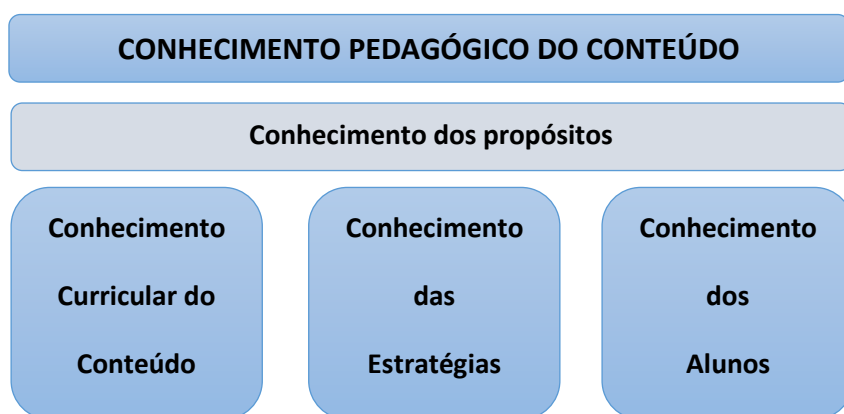 CONHECIMENTO PEDAGÓGICO DO CONTEÚDO
Conhecimento dos propósitos
Conhecimento
Curricular do
Conteúdo
Conhecimento
das
Estratégias
Conhecimento
dos
Alunos